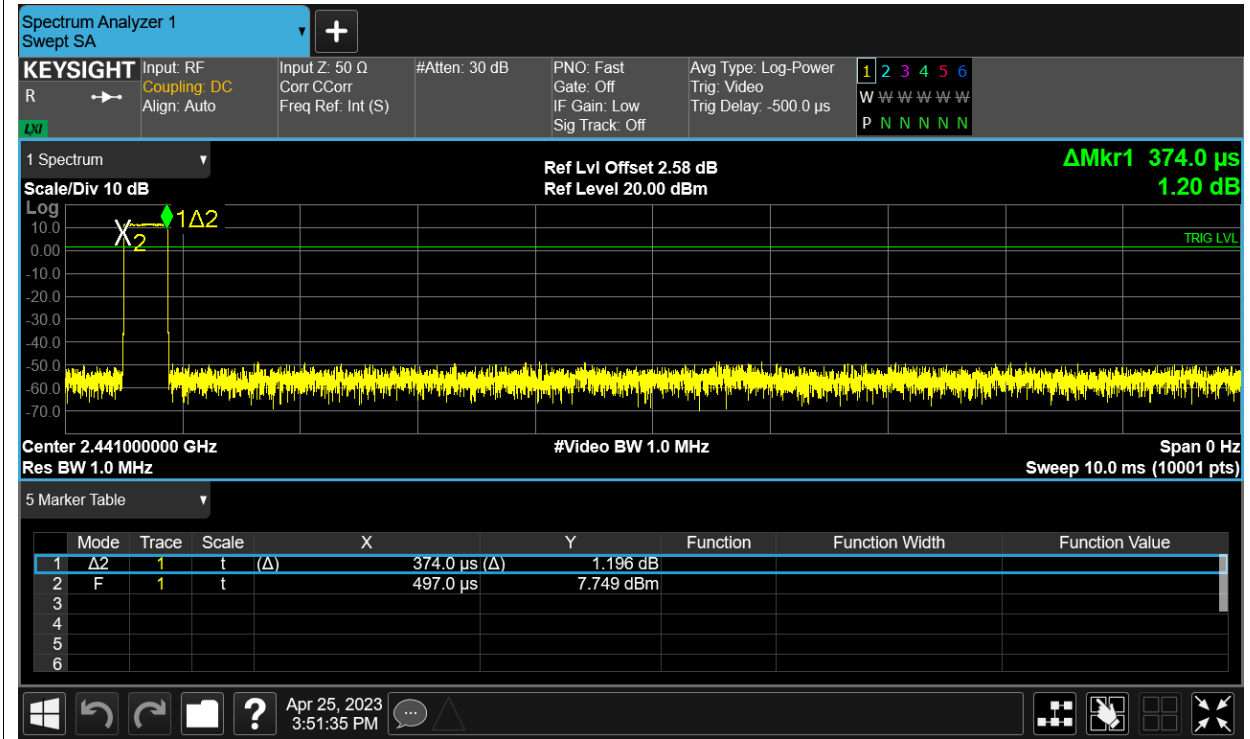 Spectrum Analyzer 1
Swept SA
KEYSIGHT Input: RF Input Z: 50 Ω #Atten: 30 dB PNO: Fast Avg Type: Log-Power 1 2 3 4 5 6
R Coupling: DC Corr CCorr Gate: Off Trig: Video W W W W W W
Align: Auto Freq Ref: Int (S) IF Gain: Low Trig Delay: -500.0 µs P N N N N N
LXI Sig Track: Off
1 Spectrum Ref Lvl Offset 2.58 dB ΔMkr1 374.0 µs
Scale/Div 10 dB Ref Level 20.00 dBm 1.20 dB
Log
1Δ2
10.0
X2
TRIG LVL
0.00
-10.0
-20.0
-30.0
-40.0
-50.0
-60.0
-70.0
Center 2.441000000 GHz #Video BW 1.0 MHz Span 0 Hz
Res BW 1.0 MHz Sweep 10.0 ms (10001 pts)
5 Marker Table
Mode Trace Scale X Y Function Function Width Function Value
1 Δ2 1 t (Δ) 374.0 µs (Δ) 1.196 dB
2 F 1 t 497.0 µs 7.749 dBm
3
4
5
6
? Apr 25, 2023
3:51:35 PM